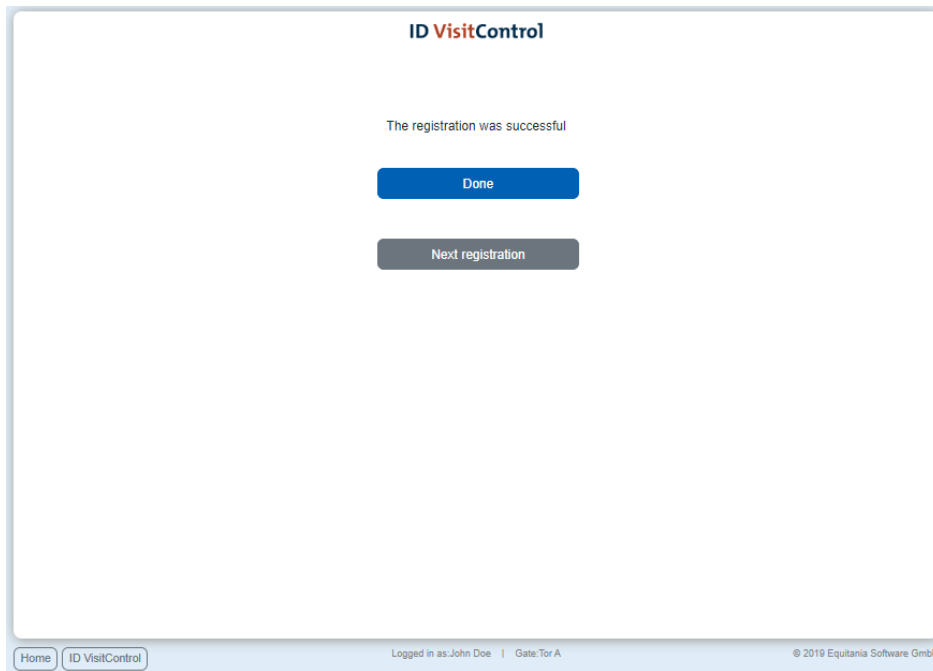 ID VisitControl
The registration was successful
Done
Next registration
Home ID VisitControl Logged in as:John Doe | Gate:Tor A © 2019 Equitania Software Gmb